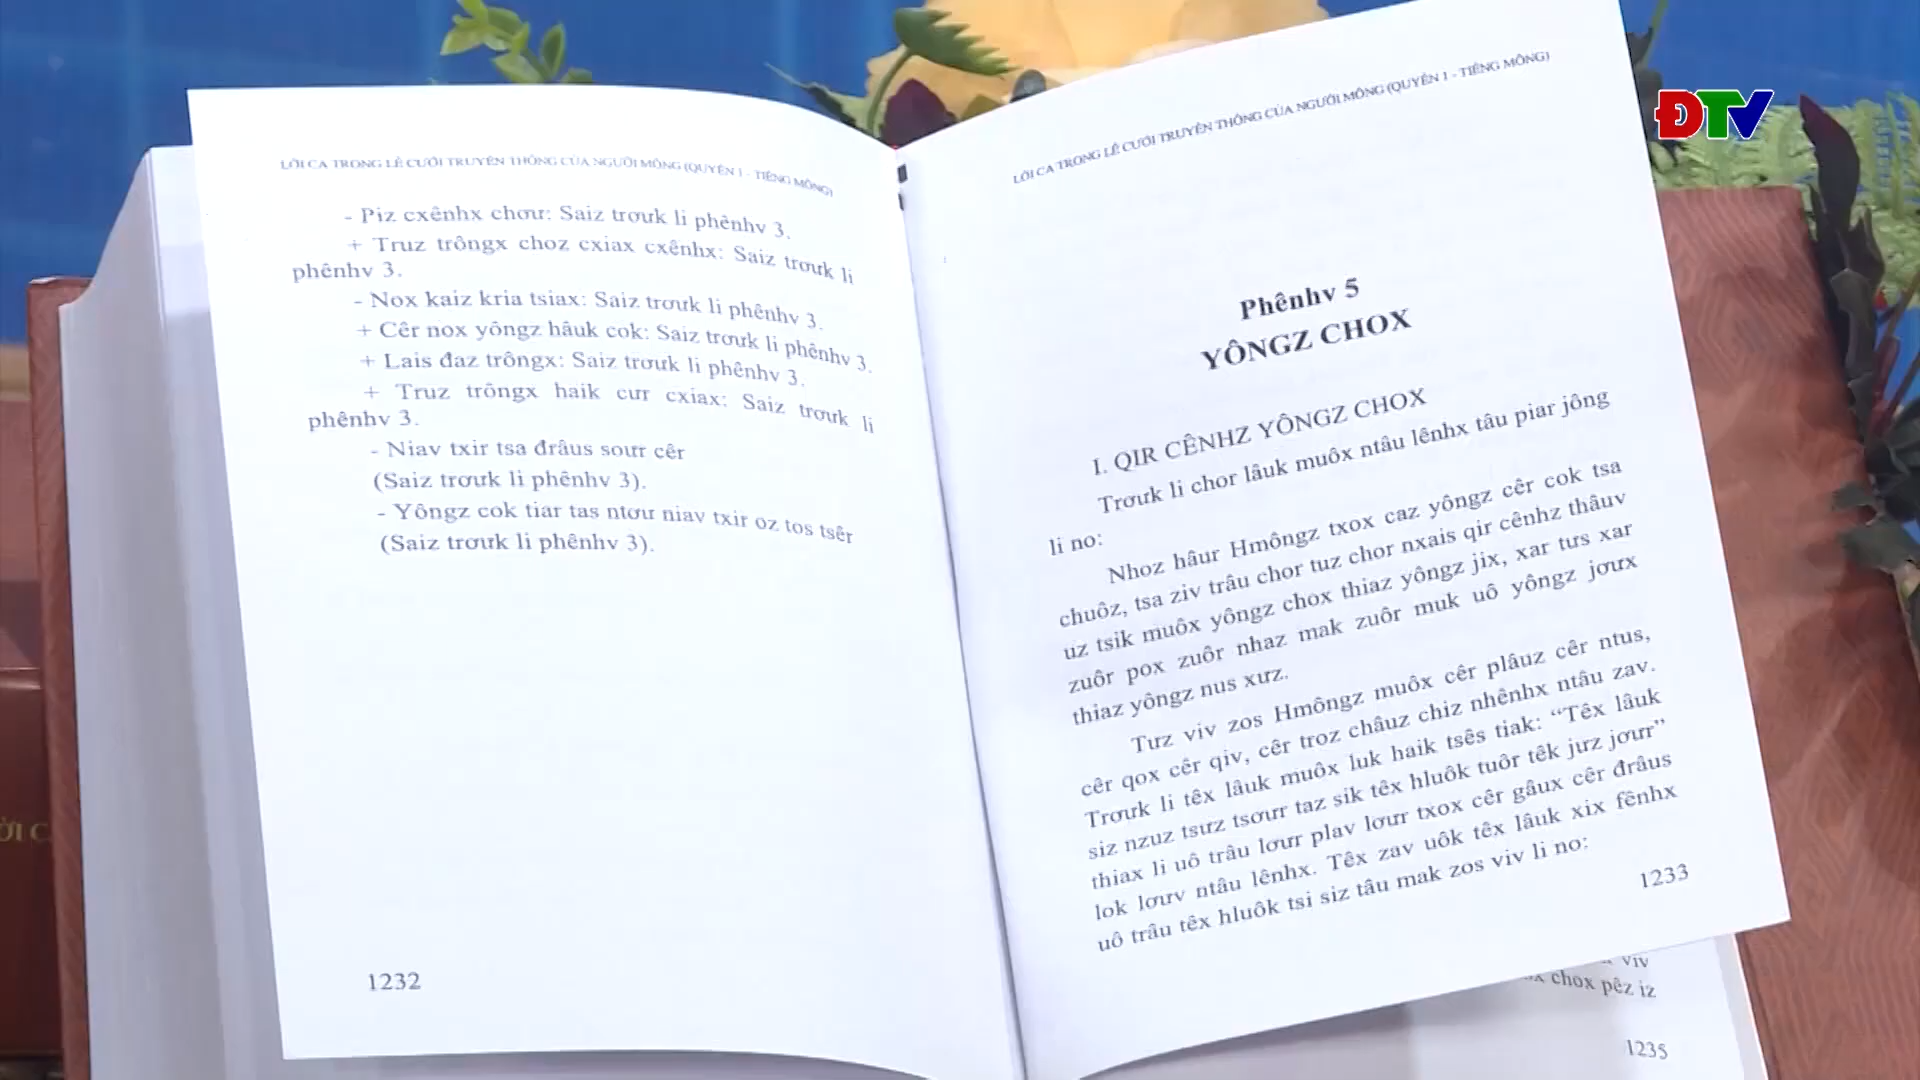 LỜI CA TRONG LỄ CƯỚI TRUYỀN THỐNG CỦA NGƯỜI MÔNG (QUYỂN 1 - TIẾNG MÔNG)
- Piz cxênhx chơư: Saiz trơưk li phênhv 3.
+ Truz trôngx choz cxiax cxênhx: Saiz trơưk li
phênhv 3.
- Nox kaiz kria tsiax: Saiz trơưk li phênhv 3.
+ Cêr nox yôngz hâuk cok: Saiz trơưk li phênhv 3.
+ Lais đaz trôngx: Saiz trơưk li phênhv 3.
+ Truz trôngx haik cưr cxiax: Saiz trơưk li
phênhv 3.
- Niav txir tsa đrâus sơưr cêr
(Saiz trơưk li phênhv 3).
- Yôngz cok tiar tas ntơư niav txir oz tos tsêr
(Saiz trơưk li phênhv 3).
1232
LỜI CA TRONG LỄ CƯỚI TRUYỀN THỐNG CỦA NGƯỜI MÔNG (QUYỂN 1 - TIẾNG MÔNG)
Phênhv 5
YÔNGZ CHOX
I. QIR CÊNHZ YÔNGZ CHOX
Trơưk li chor lâuk muôx ntâu lênhx tâu piar jông
li no:
Nhoz hâur Hmôngz txox caz yôngz cêr cok tsa
chuôz, tsa ziv trâu chor tuz chor nxais qir cênhz thâuv
uz tsik muôx yôngz chox thiaz yôngz jix, xar tưs xar
zuôr pox zuôr nhaz mak zuôr muk uô yôngz jơưx
thiaz yôngz nus xưz.
Tưz viv zos Hmôngz muôx cêr plâuz cêr ntus,
cêr qox cêr qiv, cêr troz châuz chiz nhênhx ntâu zav.
Trơưk li têx lâuk muôx luk haik tsês tiak: “Têx lâuk
siz nzuz tsưz tsơưr taz sik têx hluôk tuôr têk jưz jơưr”
thiax li uô trâu lơưr plav lơưr txox cêr gâux cêr đrâus
lok lơưv ntâu lênhx. Têx zav uôk têx lâuk xix fênhx
uô trâu têx hluôk tsi siz tâu mak zos viv li no:
1233
viv
chox pêz iz
1235
ĐTV